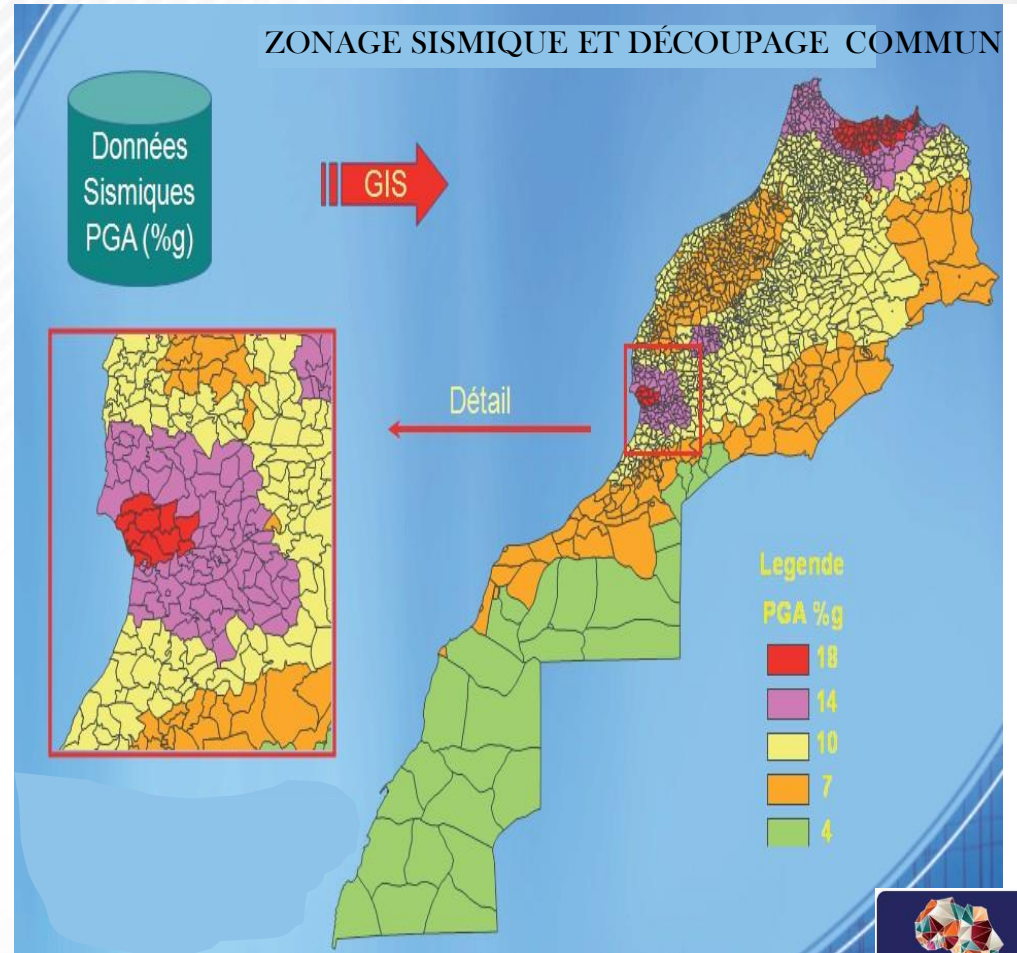 ZONAGE SISMIQUE ET DÉCOUPAGE COMMUN
Données
Sismiques
PGA (%g)
GIS
Détail
Legende
PGA %g
18
14
10
7
4